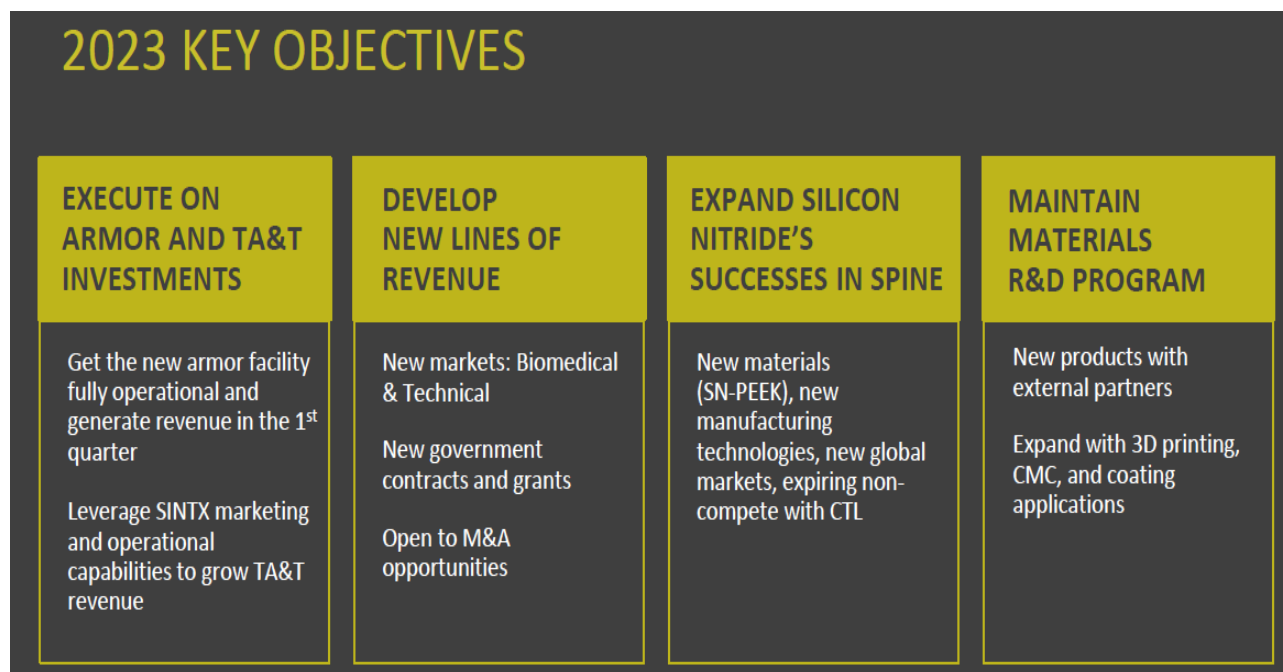 2023 KEY OBJECTIVES
EXECUTE ON
ARMOR AND TA&T
INVESTMENTS
Get the new armor facility
fully operational and
generate revenue in the 1st
quarter
Leverage SINTX marketing
and operational
capabilities to grow TA&T
revenue
DEVELOP
NEW LINES OF
REVENUE
New markets: Biomedical
& Technical
New government
contracts and grants
Open to M&A
opportunities
EXPAND SILICON
NITRIDE’S
SUCCESSES IN SPINE
New materials
(SN-PEEK), new
manufacturing
technologies, new global
markets, expiring non-
compete with CTL
MAINTAIN
MATERIALS
R&D PROGRAM
New products with
external partners
Expand with 3D printing,
CMC, and coating
applications